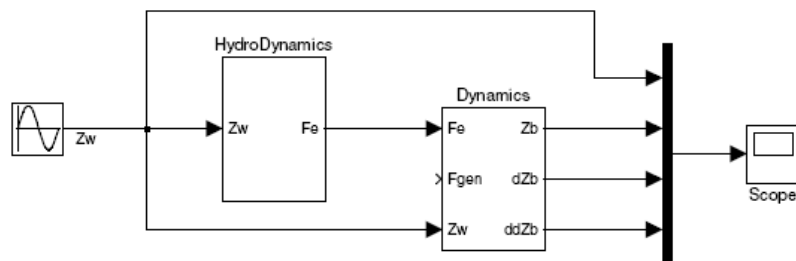 HydroDynamics
Dynamics
Zw
Zw Fe
Fe Zb
Fgen dZb
Zw ddZb
Scope